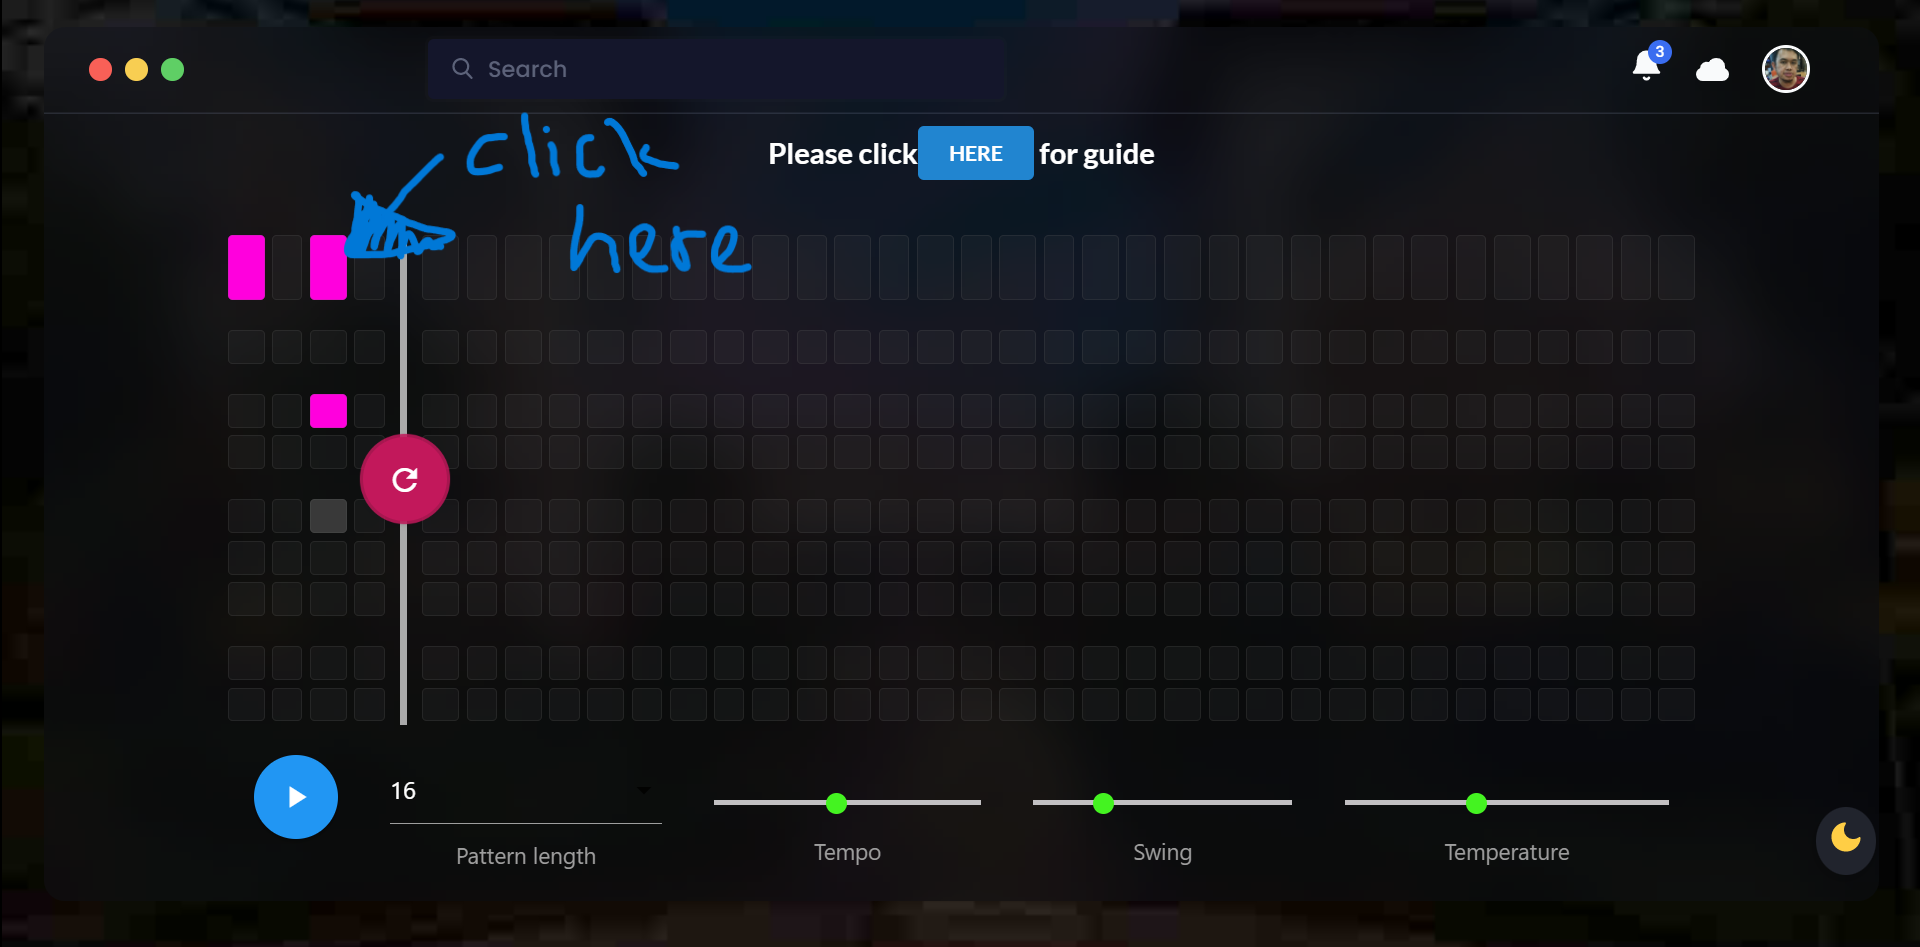 Search
3
Please click HERE for guide
click
here
16
Pattern length
Tempo
Swing
Temperature